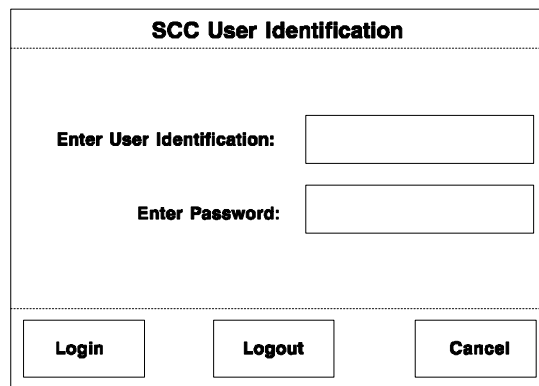 SCC User Identification
Enter User Identification:
Enter Password:
Login Logout Cancel